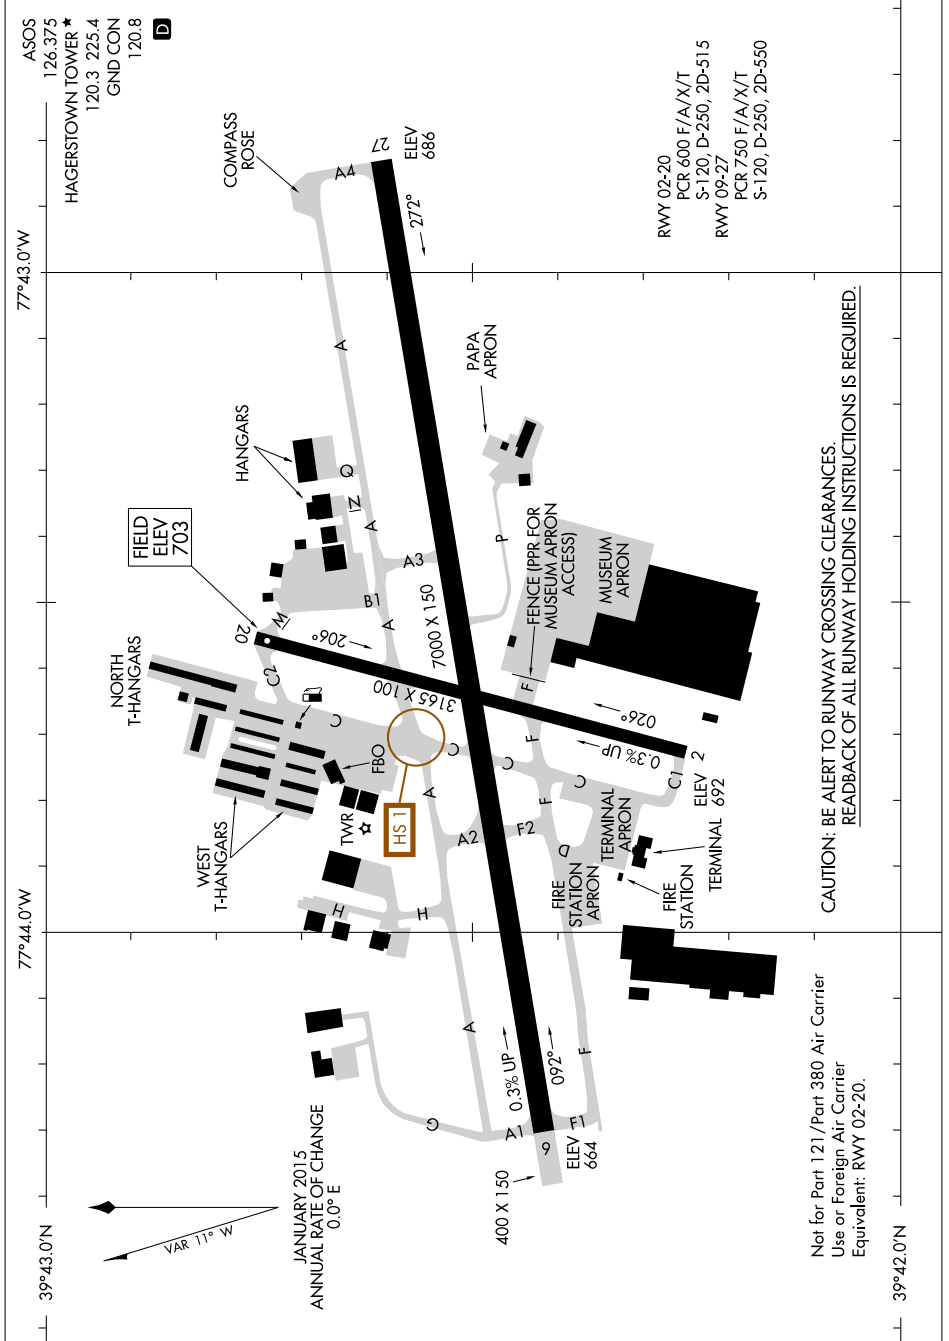 ASOS
126.375
HAGERSTOWN TOWER ★
120.3 225.4
GND CON
120.8
D
77°43.0'W
77°44.0'W
39°43.0'N
39°42.0'N
COMPASS
ROSE
A4
27
ELEV
686
272°
RWY 02-20
PCR 600 F/A/X/T
S-120, D-250, 2D-515
RWY 09-27
PCR 750 F/A/X/T
S-120, D-250, 2D-550
A
PAPA
APRON
HANGARS
Q
N
A
A3
P
FIELD
ELEV
703
B1
A
M
20
206°
7000 X 150
FENCE (PPR FOR
MUSEUM APRON
ACCESS)
MUSEUM
APRON
NORTH
T-HANGARS
C2
3165 X 100
F
026°
C
FBO
C
C
F
0.3% UP
2
C1
ELEV
692
C
HS 1
A
TWR
WEST
T-HANGARS
A2
F2
F
D
TERMINAL
APRON
TERMINAL
FIRE
STATION
APRON
FIRE
STATION
H
H
A
0.3% UP
092°
F
G
A1
F1
9
ELEV
664
400 X 150
JANUARY 2015
ANNUAL RATE OF CHANGE
0.0° E
VAR 11° W
CAUTION: BE ALERT TO RUNWAY CROSSING CLEARANCES.
READBACK OF ALL RUNWAY HOLDING INSTRUCTIONS IS REQUIRED.
Not for Part 121/Part 380 Air Carrier
Use or Foreign Air Carrier
Equivalent: RWY 02-20.